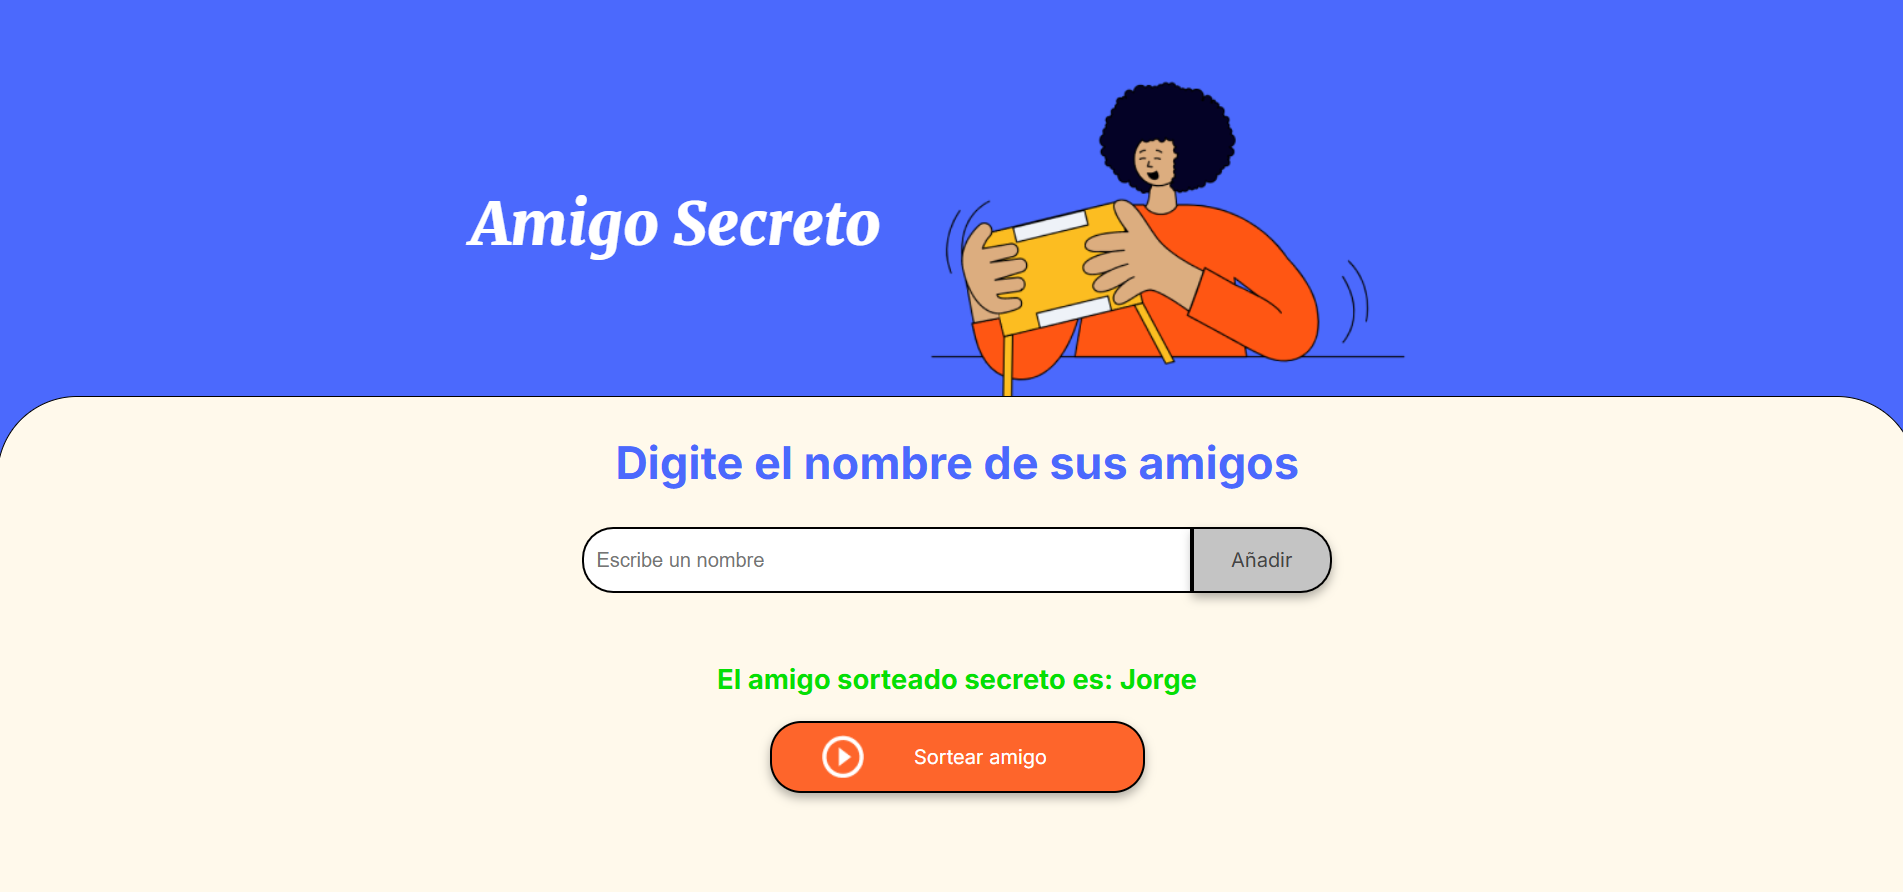 Amigo Secreto
Digite el nombre de sus amigos
Escribe un nombre
Añadir
El amigo sorteado secreto es: Jorge
Sortear amigo